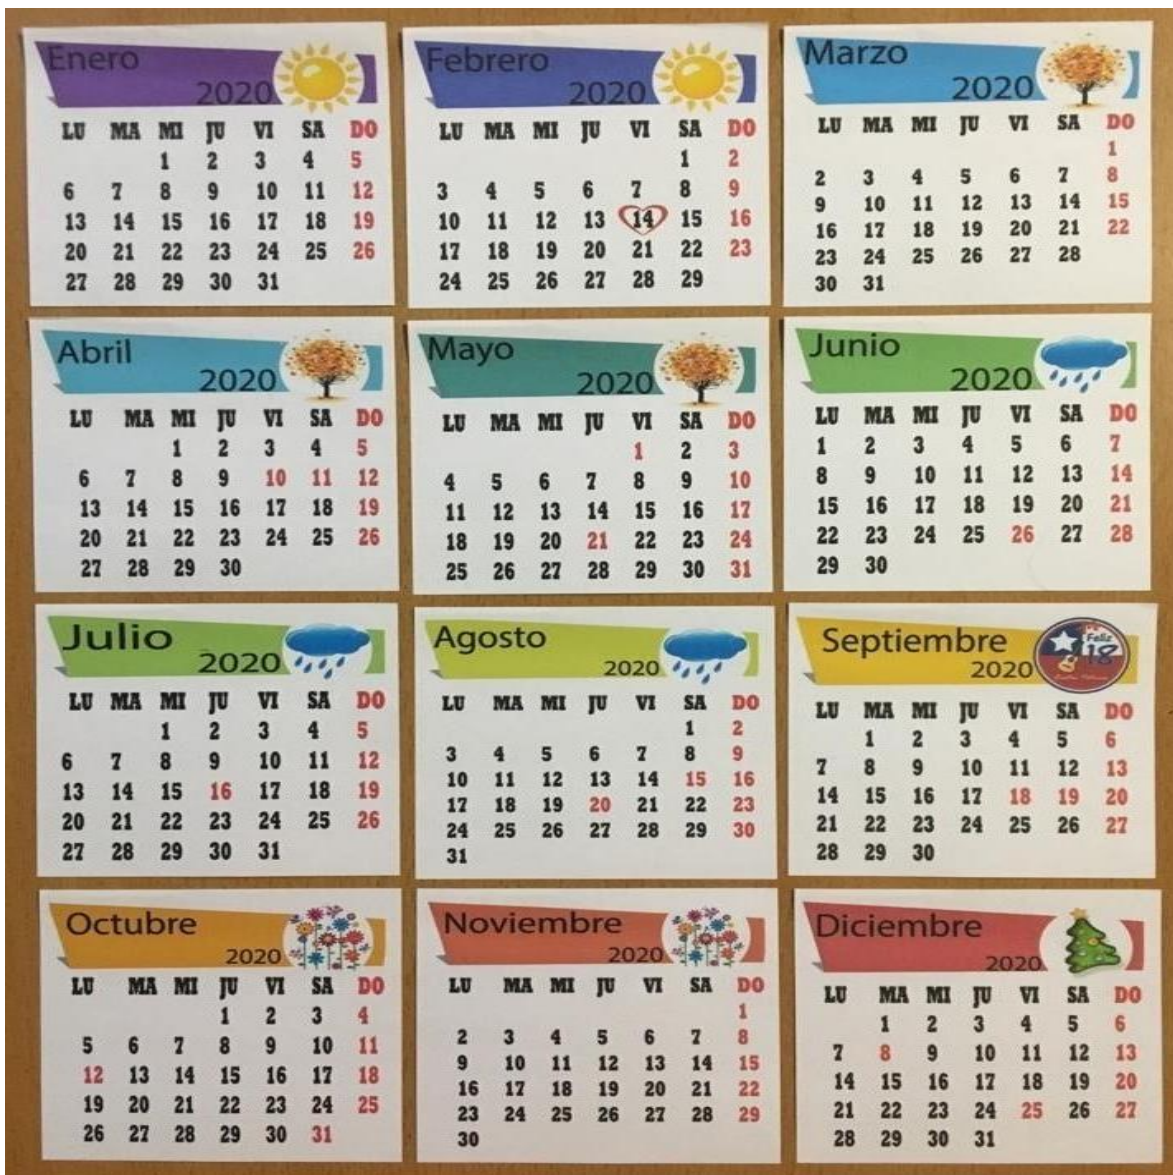 Enero
2020
LU MA MI JU VI SA DO
1 2 3 4 5
6 7 8 9 10 11 12
13 14 15 16 17 18 19
20 21 22 23 24 25 26
27 28 29 30 31
Febrero
2020
LU MA MI JU VI SA DO
1 2
3 4 5 6 7 8 9
10 11 12 13 14 15 16
17 18 19 20 21 22 23
24 25 26 27 28 29
Marzo
2020
LU MA MI JU VI SA DO
1
2 3 4 5 6 7 8
9 10 11 12 13 14 15
16 17 18 19 20 21 22
23 24 25 26 27 28
30 31
Abril
2020
LU MA MI JU VI SA DO
1 2 3 4 5
6 7 8 9 10 11 12
13 14 15 16 17 18 19
20 21 22 23 24 25 26
27 28 29 30
Mayo
2020
LU MA MI JU VI SA DO
1 2 3
4 5 6 7 8 9 10
11 12 13 14 15 16 17
18 19 20 21 22 23 24
25 26 27 28 29 30 31
Junio
2020
LU MA MI JU VI SA DO
1 2 3 4 5 6 7
8 9 10 11 12 13 14
15 16 17 18 19 20 21
22 23 24 25 26 27 28
29 30
Julio
2020
LU MA MI JU VI SA DO
1 2 3 4 5
6 7 8 9 10 11 12
13 14 15 16 17 18 19
20 21 22 23 24 25 26
27 28 29 30 31
Agosto
2020
LU MA MI JU VI SA DO
1 2
3 4 5 6 7 8 9
10 11 12 13 14 15 16
17 18 19 20 21 22 23
24 25 26 27 28 29 30
31
Septiembre
2020
Feliz
18
LU MA MI JU VI SA DO
1 2 3 4 5 6
7 8 9 10 11 12 13
14 15 16 17 18 19 20
21 22 23 24 25 26 27
28 29 30
Octubre
2020
LU MA MI JU VI SA DO
1 2 3 4
5 6 7 8 9 10 11
12 13 14 15 16 17 18
19 20 21 22 23 24 25
26 27 28 29 30 31
Noviembre
2020
LU MA MI JU VI SA DO
1
2 3 4 5 6 7 8
9 10 11 12 13 14 15
16 17 18 19 20 21 22
23 24 25 26 27 28 29
30
Diciembre
2020
LU MA MI JU VI SA DO
1 2 3 4 5 6
7 8 9 10 11 12 13
14 15 16 17 18 19 20
21 22 23 24 25 26 27
28 29 30 31